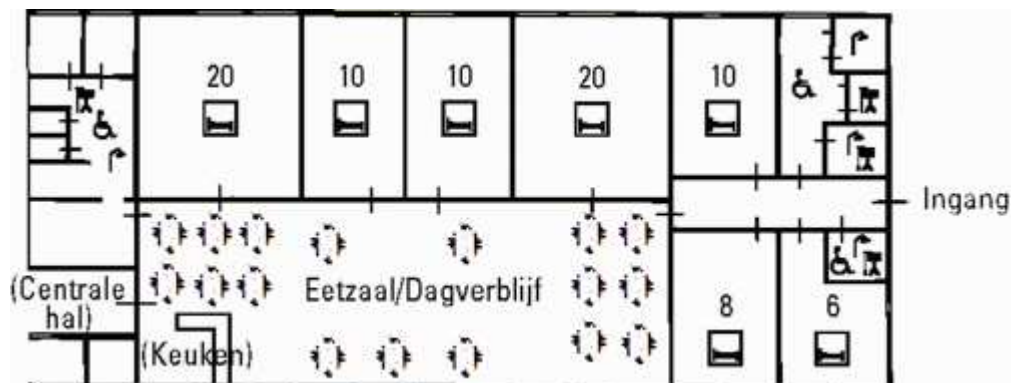 20
10
10
20
10
Ingang
(Centrale
hal)
Eetzaal/Dagverblijf
(Keuken)
8
6